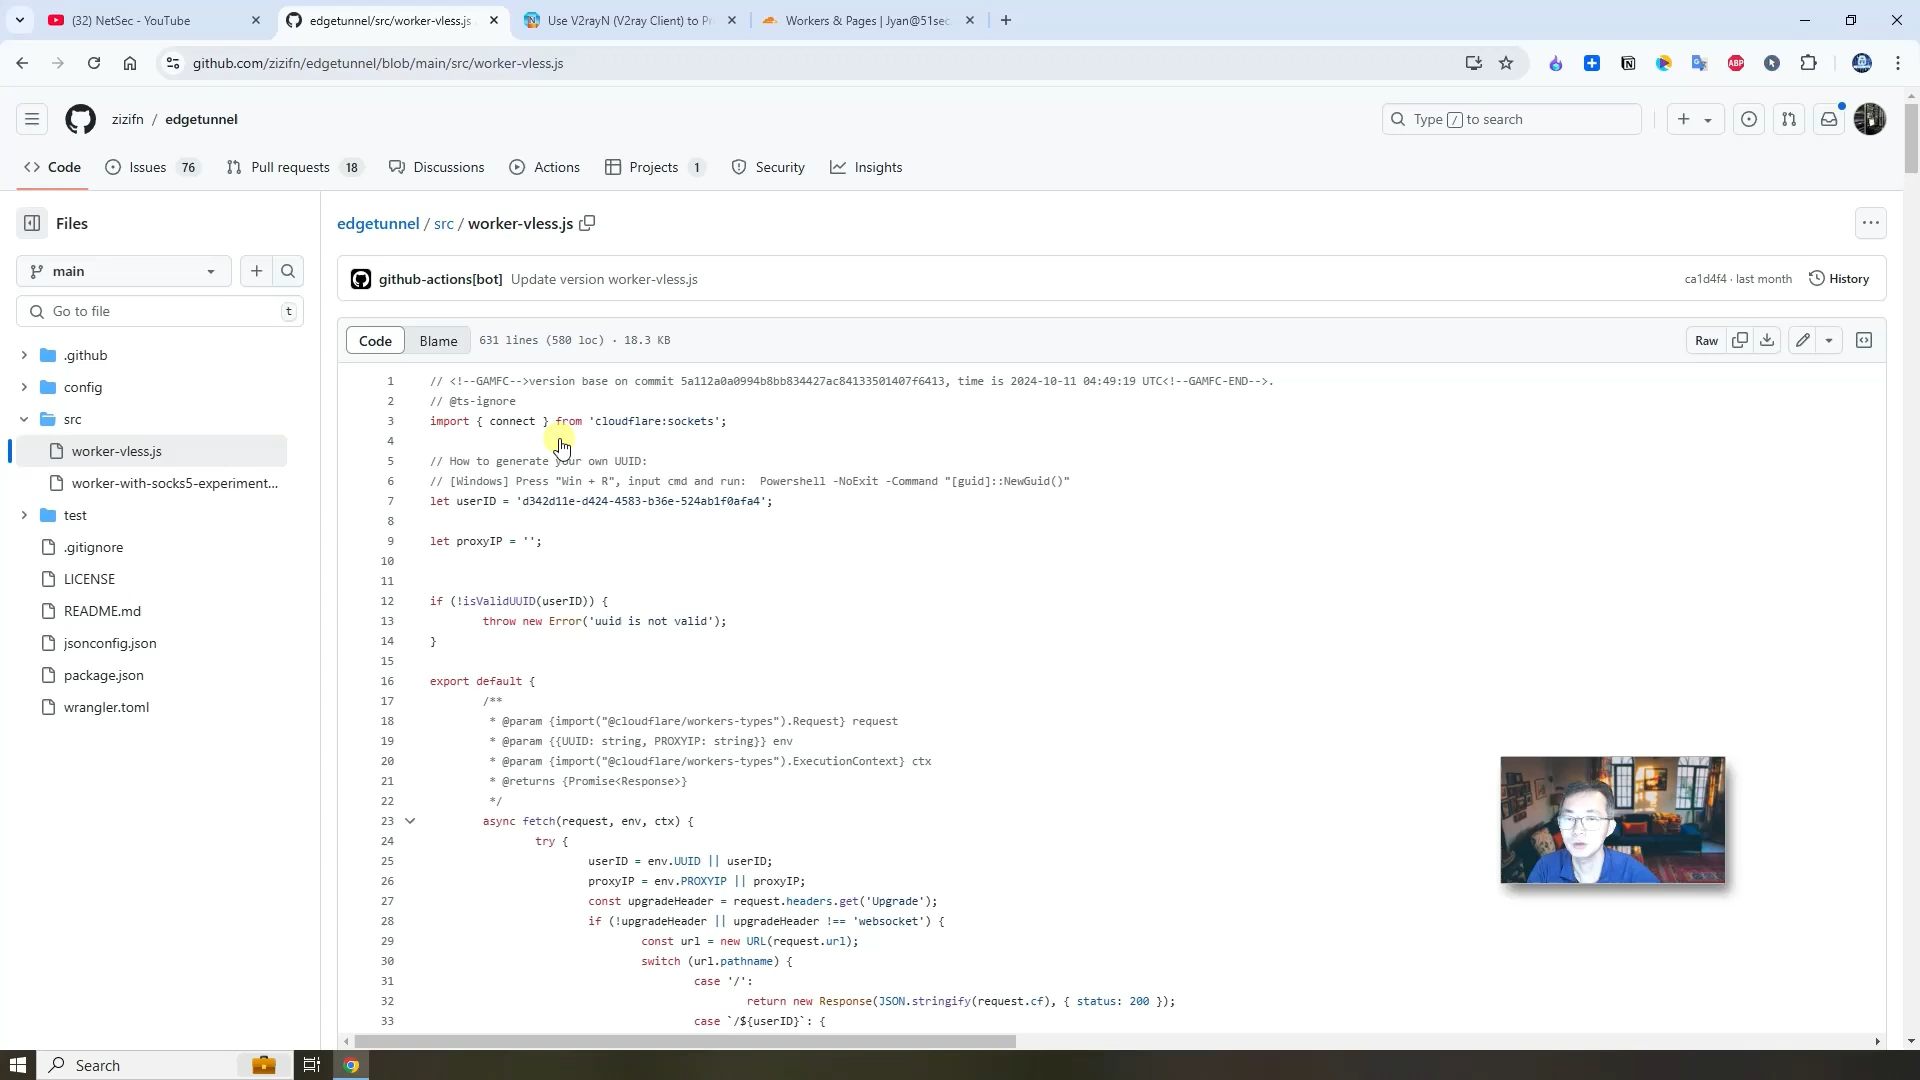 (32) NetSec - YouTube
edgetunnel/src/worker-vless.js
Use V2rayN (V2ray Client) to Pr
Workers & Pages | Jyan@51sec
github.com/zizifn/edgetunnel/blob/main/src/worker-vless.js
ABP
zizifn / edgetunnel
Type / to search
Code
Issues 76
Pull requests 18
Discussions
Actions
Projects 1
Security
Insights
Files
edgetunnel / src / worker-vless.js
main
github-actions[bot] Update version worker-vless.js
ca1d4f4 · last month
History
Go to file
t
Code
Blame
631 lines (580 loc) · 18.3 KB
Raw
.github
config
src
worker-vless.js
worker-with-socks5-experiment...
test
.gitignore
LICENSE
README.md
jsonconfig.json
package.json
wrangler.toml
1 // <!--GAMFC-->version base on commit 5a112a0a0994b8bb834427ac84133501407f6413, time is 2024-10-11 04:49:19 UTC<!--GAMFC-END-->.
2 // @ts-ignore
3 import { connect } from 'cloudflare:sockets';
4
5 // How to generate your own UUID:
6 // [Windows] Press "Win + R", input cmd and run:  Powershell -NoExit -Command "[guid]::NewGuid()"
7 let userID = 'd342d11e-d424-4583-b36e-524ab1f0afa4';
8
9 let proxyIP = '';
10
11
12 if (!isValidUUID(userID)) {
13 throw new Error('uuid is not valid');
14 }
15
16 export default {
17 /**
18 * @param {import("@cloudflare/workers-types").Request} request
19 * @param {{UUID: string, PROXYIP: string}} env
20 * @param {import("@cloudflare/workers-types").ExecutionContext} ctx
21 * @returns {Promise<Response>}
22 */
23 async fetch(request, env, ctx) {
24 try {
25 userID = env.UUID || userID;
26 proxyIP = env.PROXYIP || proxyIP;
27 const upgradeHeader = request.headers.get('Upgrade');
28 if (!upgradeHeader || upgradeHeader !== 'websocket') {
29 const url = new URL(request.url);
30 switch (url.pathname) {
31 case '/':
32 return new Response(JSON.stringify(request.cf), { status: 200 });
33 case `/${userID}`: {
Search